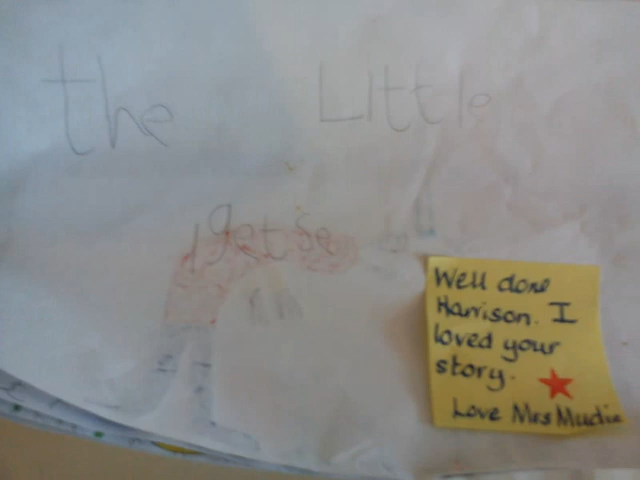 the Little
Well done
Harrison. I
loved your
story.
Love Mrs Mudie